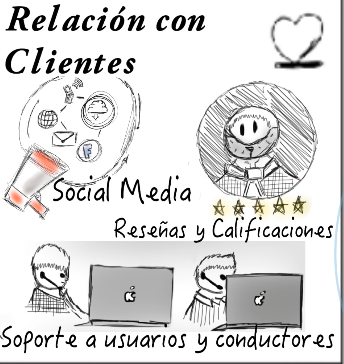 Relación con
Clientes
Social Media
Reseñas y Calificaciones
Soporte a usuarios y conductores